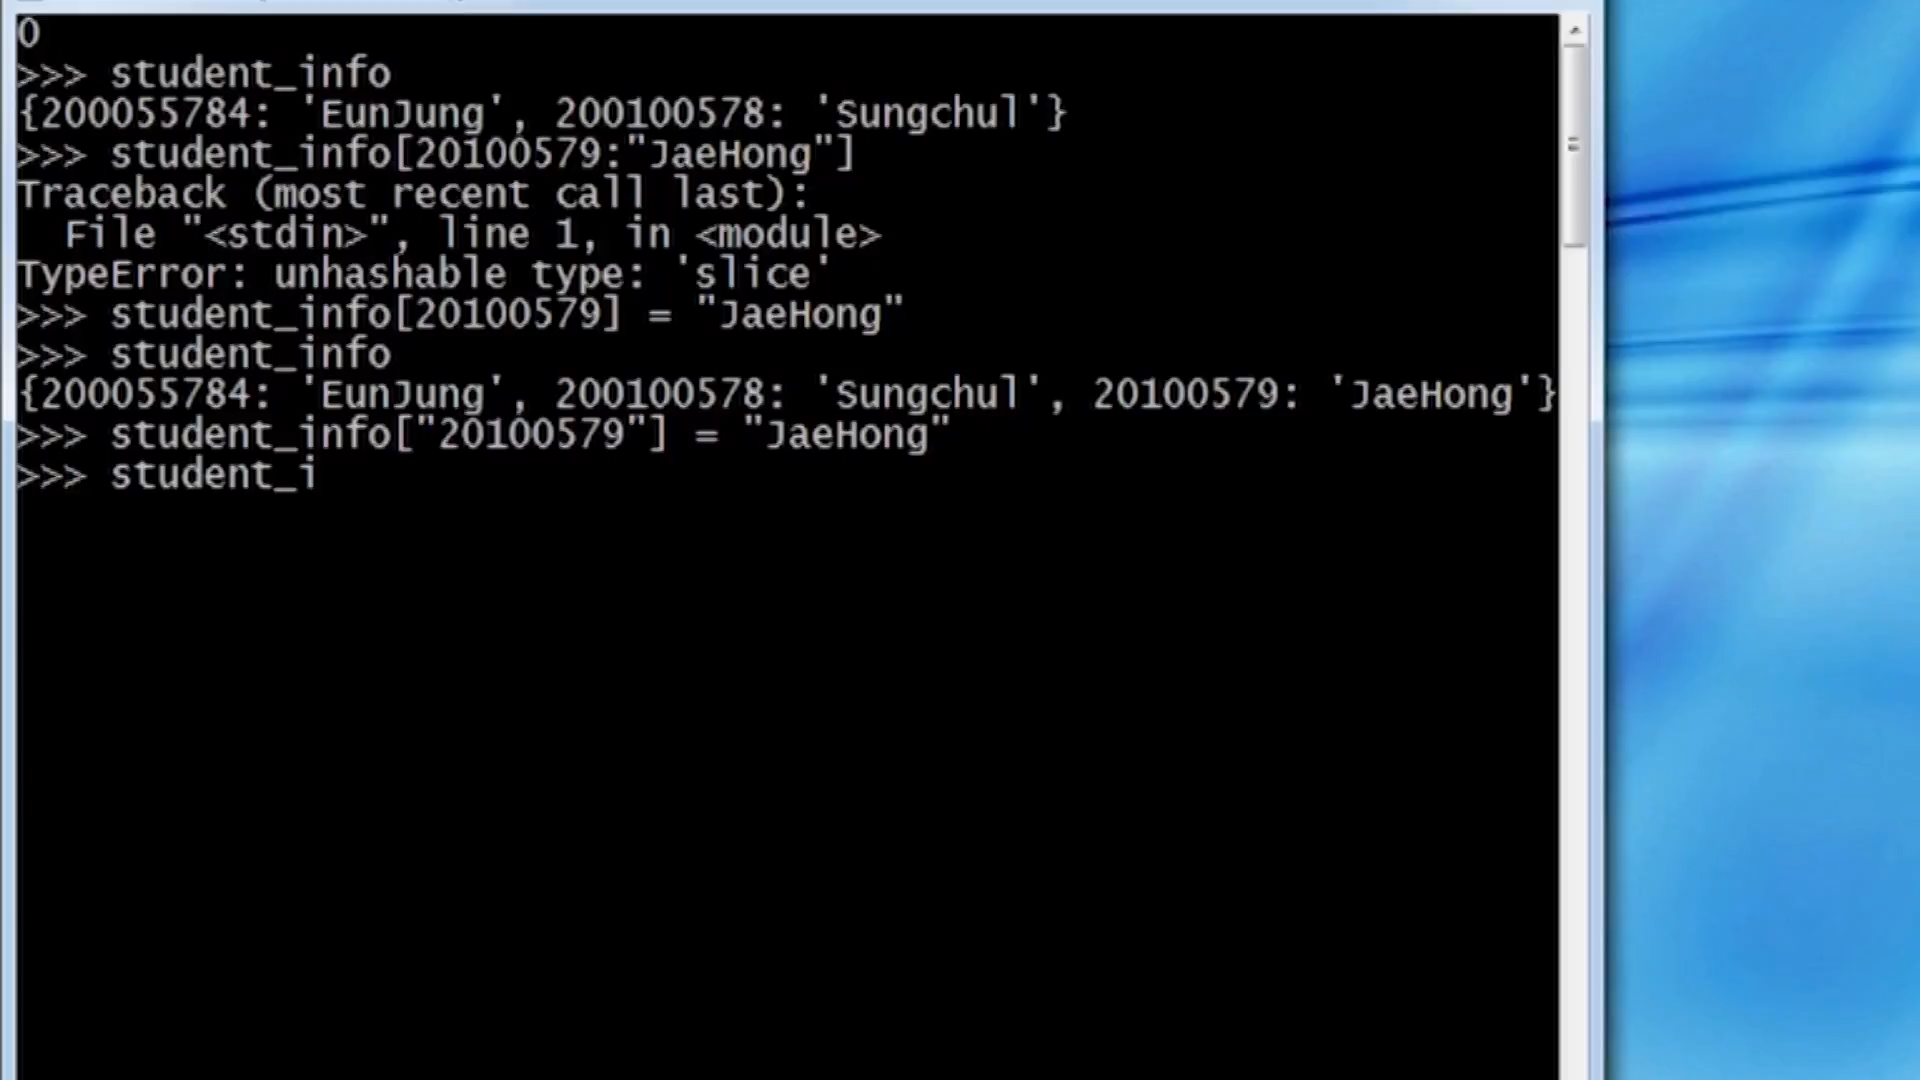 0
>>> student_info
{200055784: 'EunJung', 200100578: 'Sungchul'}
>>> student_info[20100579:"JaeHong"]
Traceback (most recent call last):
  File "<stdin>", line 1, in <module>
TypeError: unhashable type: 'slice'
>>> student_info[20100579] = "JaeHong"
>>> student_info
{200055784: 'EunJung', 200100578: 'Sungchul', 20100579: 'JaeHong'}
>>> student_info["20100579"] = "JaeHong"
>>> student_i